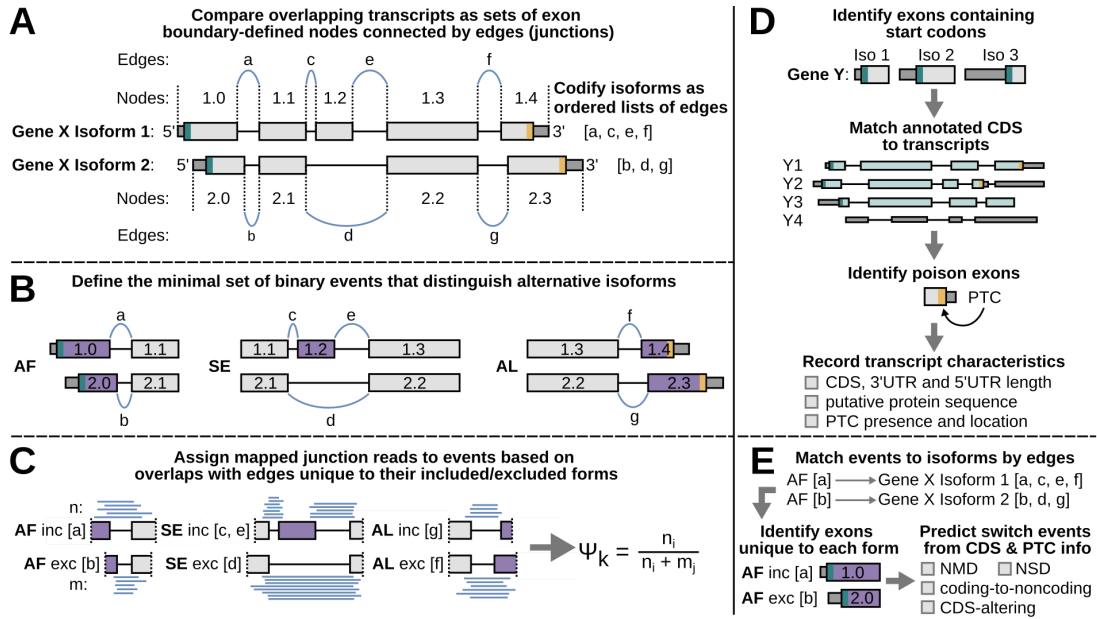 A
Compare overlapping transcripts as sets of exon
boundary-defined nodes connected by edges (junctions)
Edges: a c e f
Nodes: 1.0 1.1 1.2 1.3 1.4
Codify isoforms as
ordered lists of edges
Gene X Isoform 1: 5' 3' [a, c, e, f]
Gene X Isoform 2: 5' 3' [b, d, g]
Nodes: 2.0 2.1 2.2 2.3
Edges: b d g
B
Define the minimal set of binary events that distinguish alternative isoforms
a c e f
AF 1.0 1.1 SE 1.1 1.2 1.3 AL 1.3 1.4
2.0 2.1 2.1 2.2 2.2 2.3
b d g
C
Assign mapped junction reads to events based on
overlaps with edges unique to their included/excluded forms
n:
AF inc [a] SE inc [c, e] AL inc [g]
AF exc [b] SE exc [d] AL exc [f]
m:
Ψk = ni
ni + mj
D
Identify exons containing
start codons
Iso 1 Iso 2 Iso 3
Gene Y:
Match annotated CDS
to transcripts
Y1
Y2
Y3
Y4
Identify poison exons
PTC
Record transcript characteristics
CDS, 3'UTR and 5'UTR length
putative protein sequence
PTC presence and location
E
Match events to isoforms by edges
AF [a] Gene X Isoform 1 [a, c, e, f]
AF [b] Gene X Isoform 2 [b, d, g]
Identify exons
unique to each form
AF inc [a] 1.0
AF exc [b] 2.0
Predict switch events
from CDS & PTC info
NMD NSD
coding-to-noncoding
CDS-altering